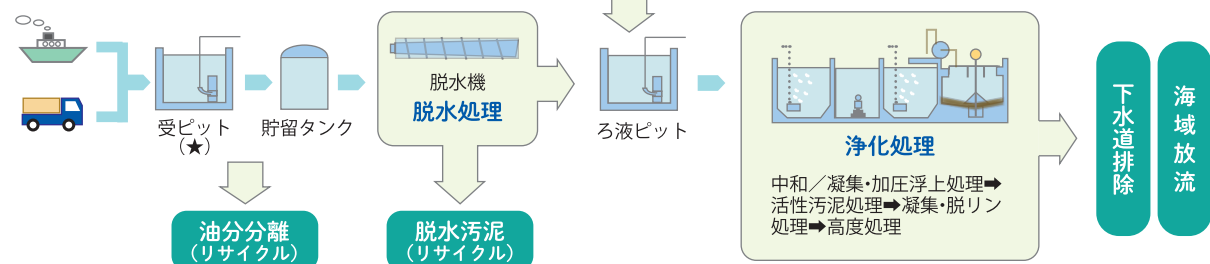 受ピット
(★)
貯留タンク
脱水機
脱水処理
ろ液ピット
浄化処理
中和／凝集・加圧浮上処理➡
活性汚泥処理➡凝集・脱リン
処理➡高度処理
下水道排除
海域放流
油分分離
(リサイクル)
脱水汚泥
(リサイクル)